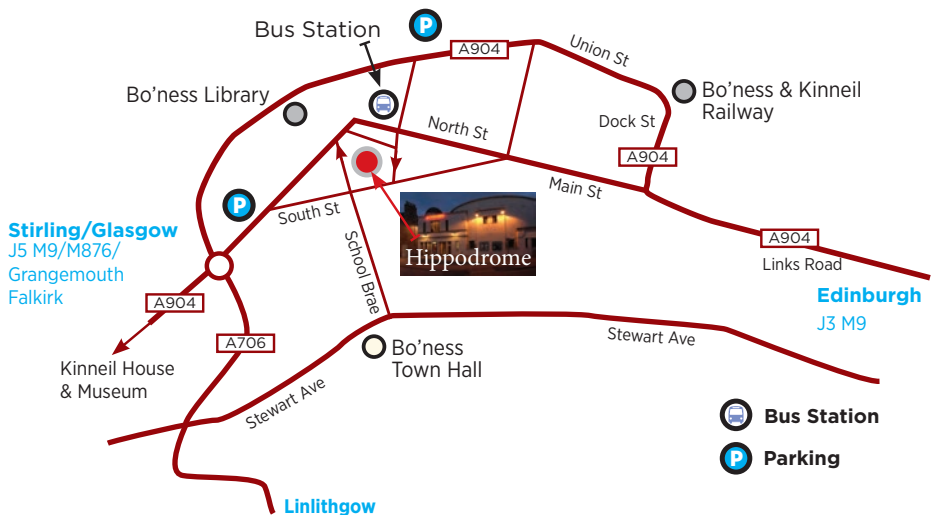 P
Bus Station
A904
Union St
Bo'ness Library
Bo'ness & Kinneil
Railway
North St
Dock St
A904
P
South St
Main St
Stirling/Glasgow
J5 M9/M876/
Grangemouth
Falkirk
School Brae
Hippodrome
A904
Links Road
Edinburgh
J3 M9
A904
A706
Kinneil House
& Museum
Bo'ness
Town Hall
Stewart Ave
Stewart Ave
Bus Station
P
Parking
Linlithgow